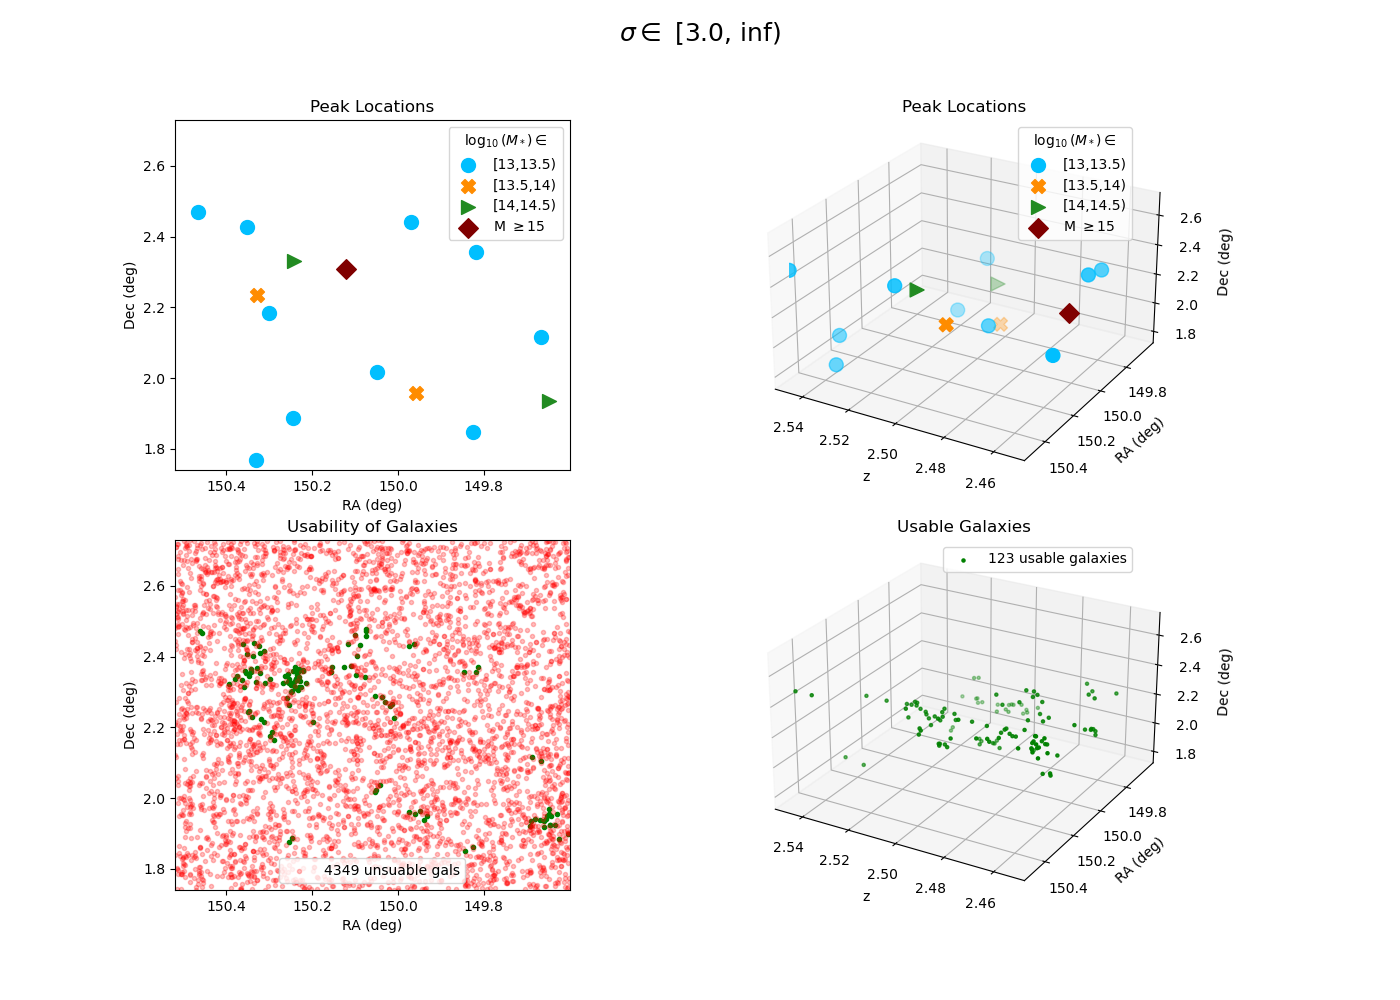 σ ∈ [3.0, inf)
Peak Locations
log10(M*) ∈
[13,13.5)
[13.5,14)
[14,14.5)
M ≥15
2.6
2.4
2.2
2.0
1.8
Dec (deg)
150.4 150.2 150.0 149.8
RA (deg)
Peak Locations
log10(M*) ∈
[13,13.5)
[13.5,14)
[14,14.5)
M ≥15
2.6
2.4
2.2
2.0
1.8
Dec (deg)
149.8
150.0
150.2
150.4
RA (deg)
2.54
2.52
2.50
2.48
2.46
z
Usability of Galaxies
2.6
2.4
2.2
2.0
1.8
Dec (deg)
4349 unsuable gals
150.4 150.2 150.0 149.8
RA (deg)
Usable Galaxies
123 usable galaxies
2.6
2.4
2.2
2.0
1.8
Dec (deg)
149.8
150.0
150.2
150.4
RA (deg)
2.54
2.52
2.50
2.48
2.46
z